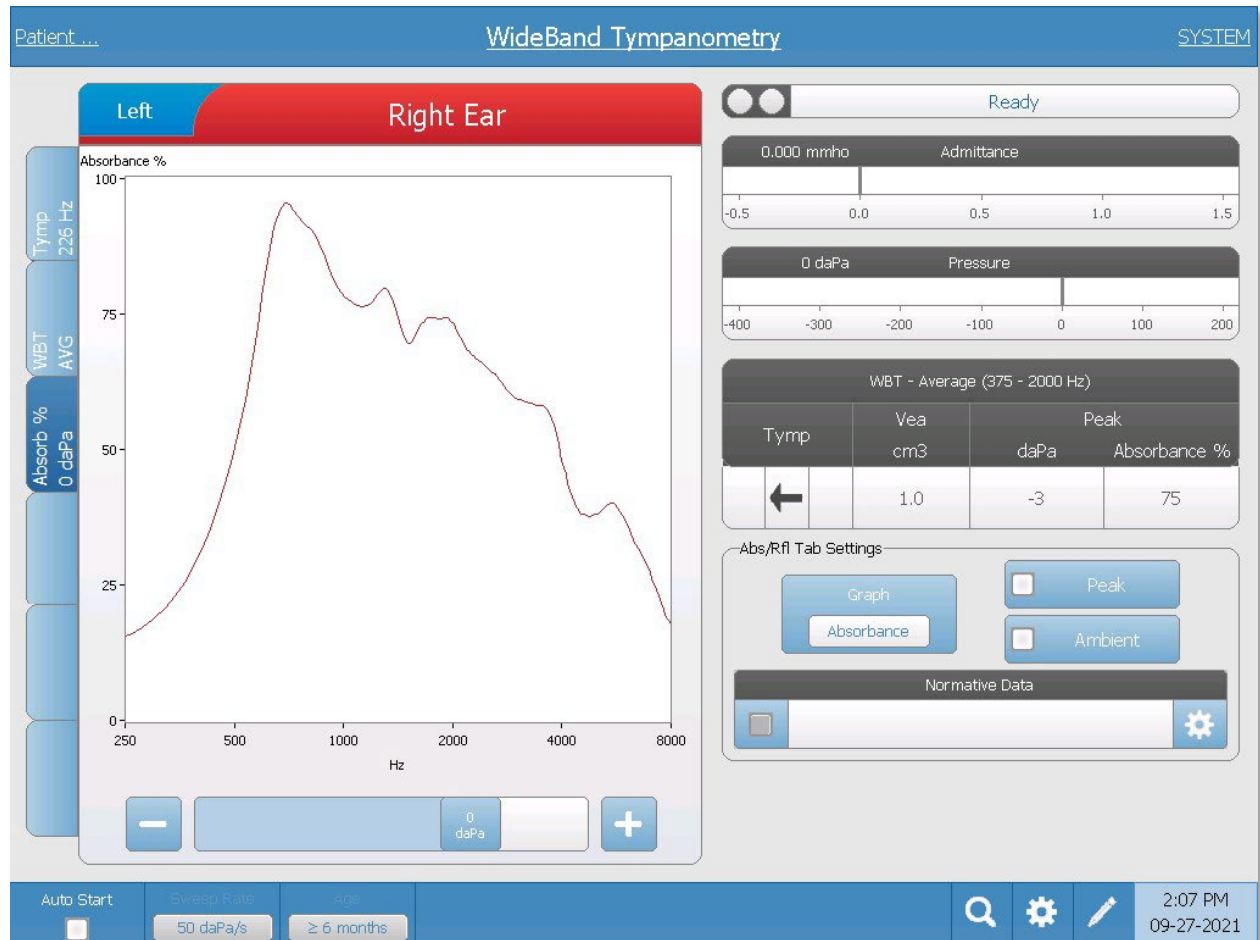 Patient ...
WideBand Tympanometry
SYSTEM
Left
Right Ear
Ready
Absorbance %
100
75
50
25
0
250
500
1000
2000
4000
8000
Hz
Tymp
226 Hz
WBT
AVG
Absorb %
0 daPa
0
daPa
0.000 mmho
Admittance
-0.5
0.0
0.5
1.0
1.5
0 daPa
Pressure
-400
-300
-200
-100
0
100
200
WBT - Average (375 - 2000 Hz)
Tymp
Vea
cm3
Peak
daPa
Absorbance %
1.0
-3
75
Abs/Rfl Tab Settings
Graph
Absorbance
Peak
Ambient
Normative Data
Auto Start
Sweep Rate
50 daPa/s
Age
≥ 6 months
2:07 PM
09-27-2021